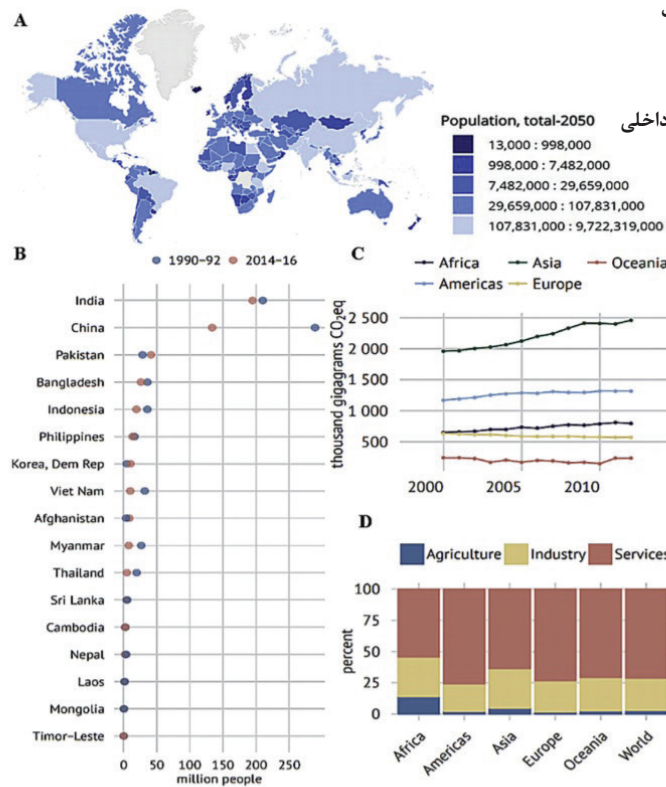 A
Population, total-2050
داخلی
13,000 : 998,000
998,000 : 7,482,000
7,482,000 : 29,659,000
29,659,000 : 107,831,000
107,831,000 : 9,722,319,000
B
1990–92 2014–16
India
China
Pakistan
Bangladesh
Indonesia
Philippines
Korea, Dem Rep
Viet Nam
Afghanistan
Myanmar
Thailand
Sri Lanka
Cambodia
Nepal
Laos
Mongolia
Timor-Leste
0 50 100 150 200 250
million people
C
Africa Asia Oceania
Americas Europe
thousand gigagrams CO₂eq
2 500
2 000
1 500
1 000
500
2000 2005 2010
D
Agriculture Industry Services
percent
100
75
50
25
0
Africa Americas Asia Europe Oceania World